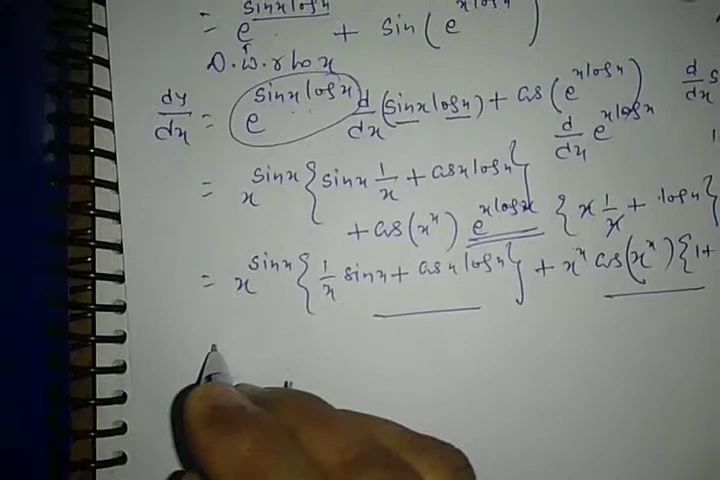 = e^{sinx logx} + sin(e^{x logx})
D.w.r to x
dy/dx = e^{sinx logx} d/dx (sinx logx) + cos(e^{x logx}) d/dx e^{x logx} d/dx
= x^{sinx} {sinx 1/x + cosx logx}
+ cos(x^x) e^{x logx} {x 1/x + logx}
= x^{sinx} {1/x sinx + cosx logx} + x^x cos(x^x) {1+